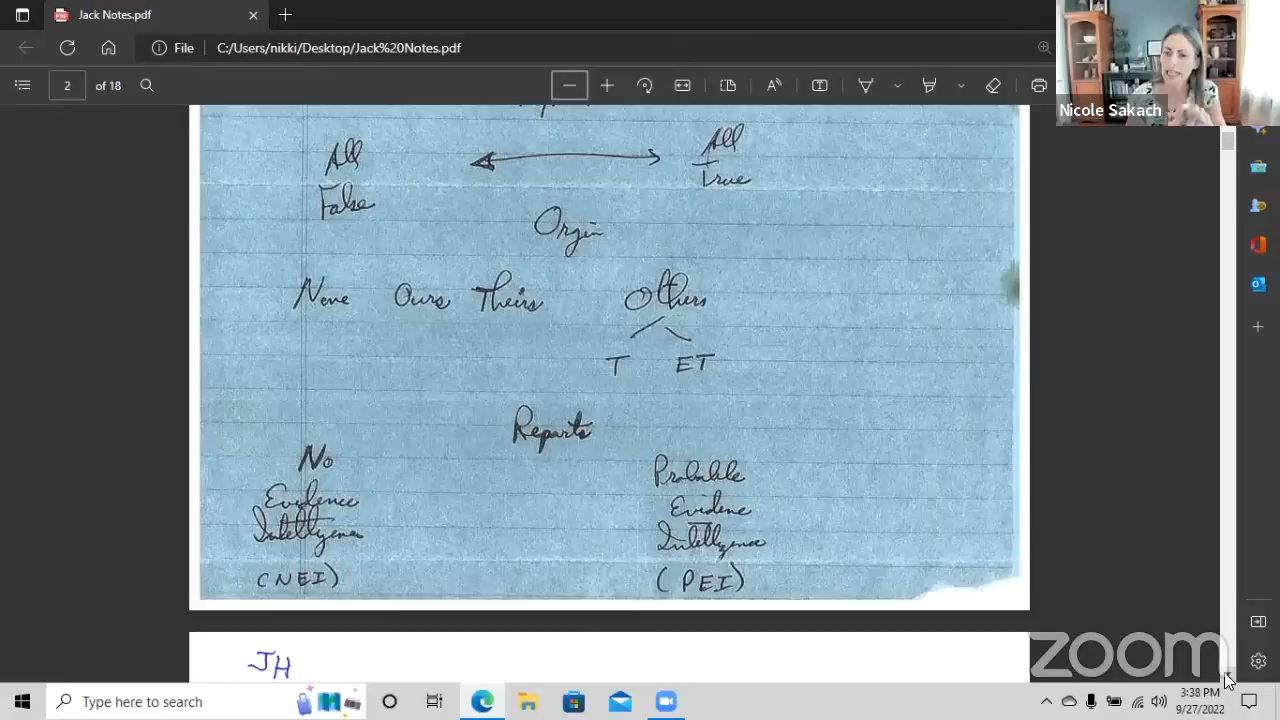 Jack Notes.pdf
File
C:/Users/nikki/Desktop/Jack%20Notes.pdf
2 of 18
Nicole Sakach
All
False
All
True
Orgin
None Ours Theirs Others
T ET
Reports
No
Evidence
Intelligence
(NEI)
Probable
Evidene
Intelligence
(PEI)
JH
zoom
Type here to search
3:38 PM
9/27/2022